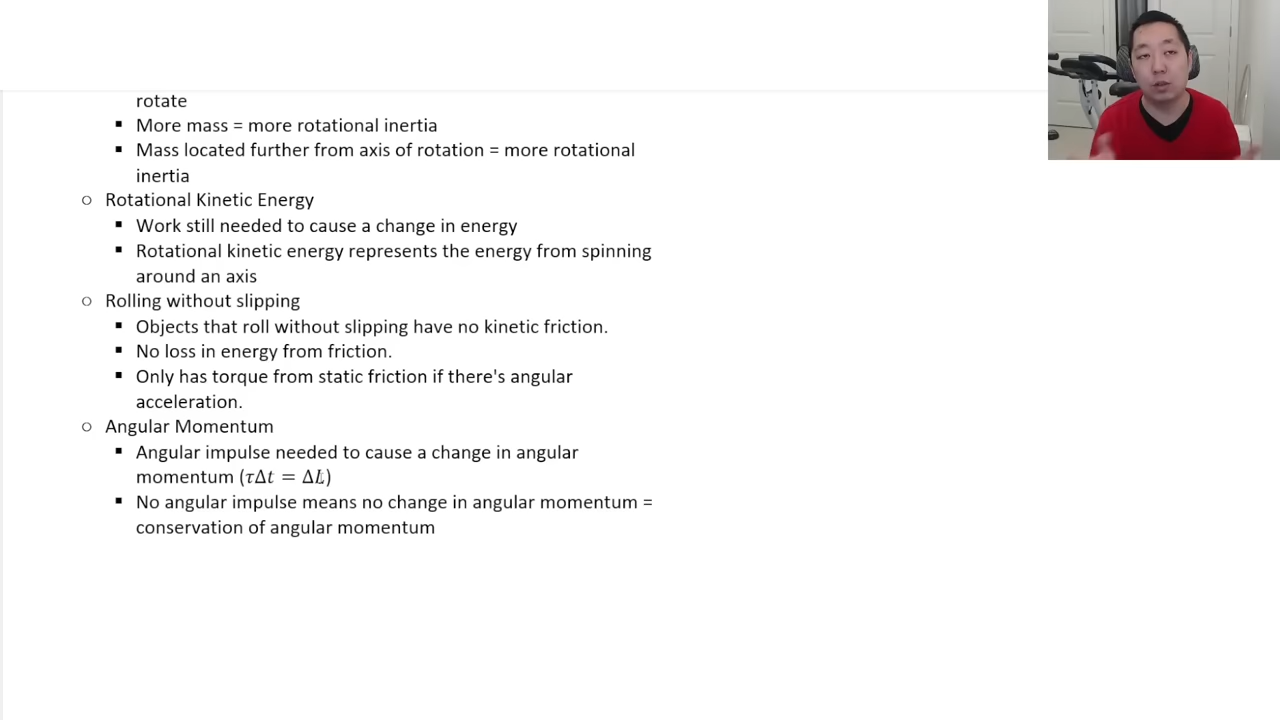 rotate
▪ More mass = more rotational inertia
▪ Mass located further from axis of rotation = more rotational
inertia
○ Rotational Kinetic Energy
▪ Work still needed to cause a change in energy
▪ Rotational kinetic energy represents the energy from spinning
around an axis
○ Rolling without slipping
▪ Objects that roll without slipping have no kinetic friction.
▪ No loss in energy from friction.
▪ Only has torque from static friction if there's angular
acceleration.
○ Angular Momentum
▪ Angular impulse needed to cause a change in angular
momentum (τΔt = ΔL)
▪ No angular impulse means no change in angular momentum =
conservation of angular momentum